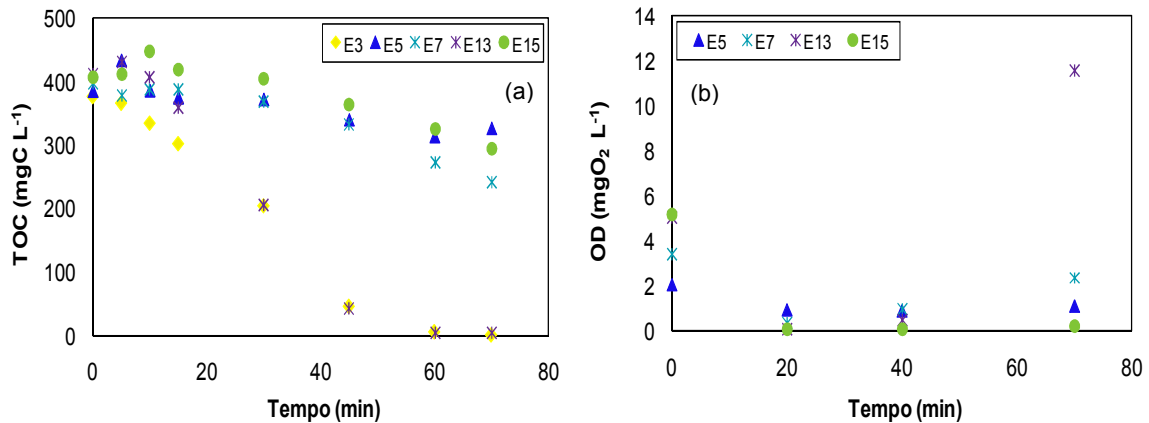 500
400
300
200
100
0
0 20 40 60 80
TOC (mgC L-1)
Tempo (min)
E3 E5 E7 E13 E15
(a)
14
12
10
8
6
4
2
0
0 20 40 60 80
OD (mgO₂ L-1)
Tempo (min)
E5 E7 E13 E15
(b)